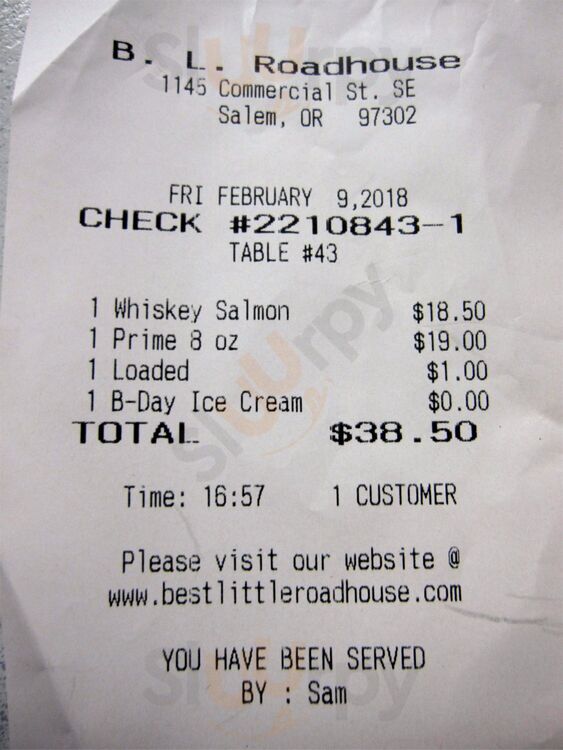 B. L. Roadhouse
1145 Commercial St. SE
Salem, OR 97302
FRI FEBRUARY 9,2018
CHECK #2210843-1
TABLE #43
1 Whiskey Salmon $18.50
1 Prime 8 oz $19.00
1 Loaded $1.00
1 B-Day Ice Cream $0.00
TOTAL $38.50
Time: 16:57 1 CUSTOMER
Please visit our website @
www.bestlittleroadhouse.com
YOU HAVE BEEN SERVED
BY : Sam
Slurrpy
Slurrpy
Slurrpy